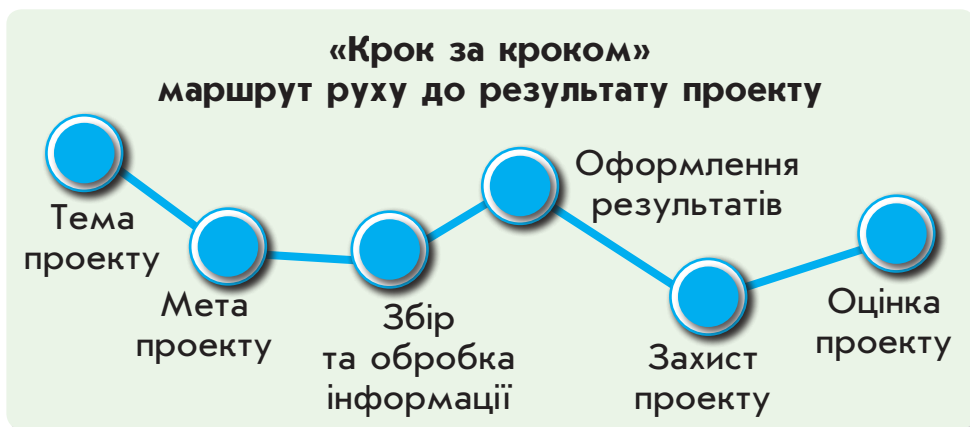 «Крок за кроком»
маршрут руху до результату проекту
Тема
проекту
Мета
проекту
Збір
та обробка
інформації
Оформлення
результатів
Захист
проекту
Оцінка
проекту